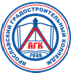 ЯРОСЛАВСКИЙ ГРАДОСТРОИТЕЛЬНЫЙ КОЛЛЕДЖ
ЯГК